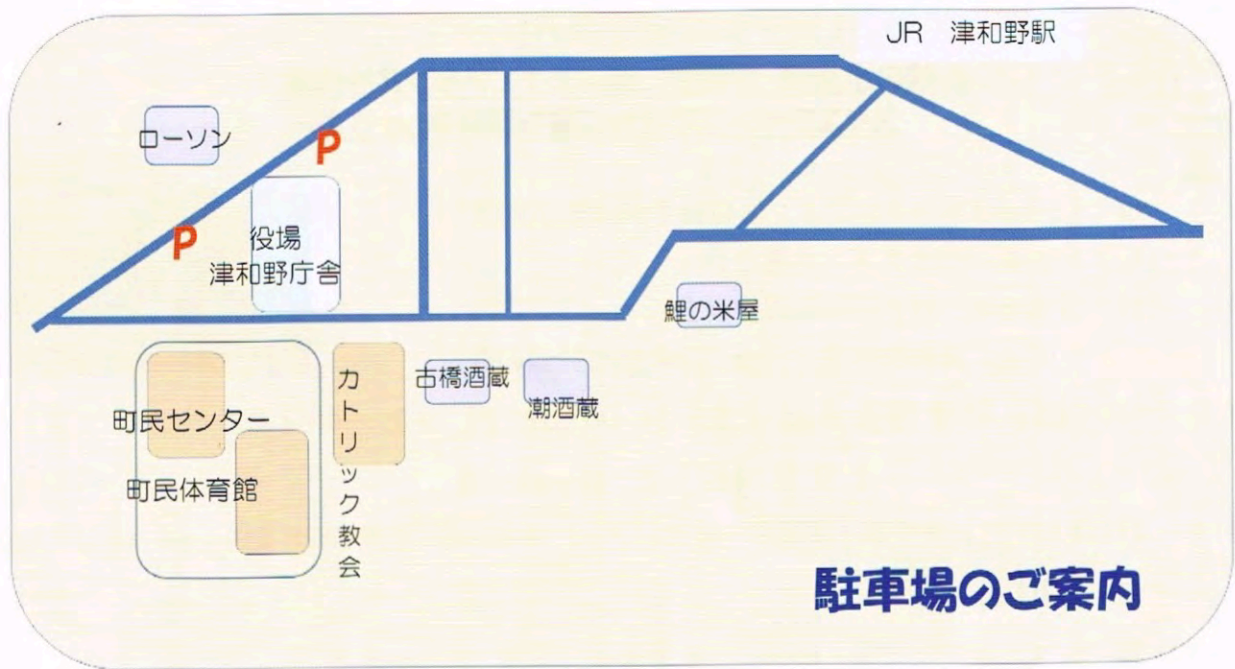 JR 津和野駅
ローソン
P
P
役場
津和野庁舎
鯉の米屋
町民センター
町民体育館
カトリック教会
古橋酒蔵
潮酒蔵
駐車場のご案内